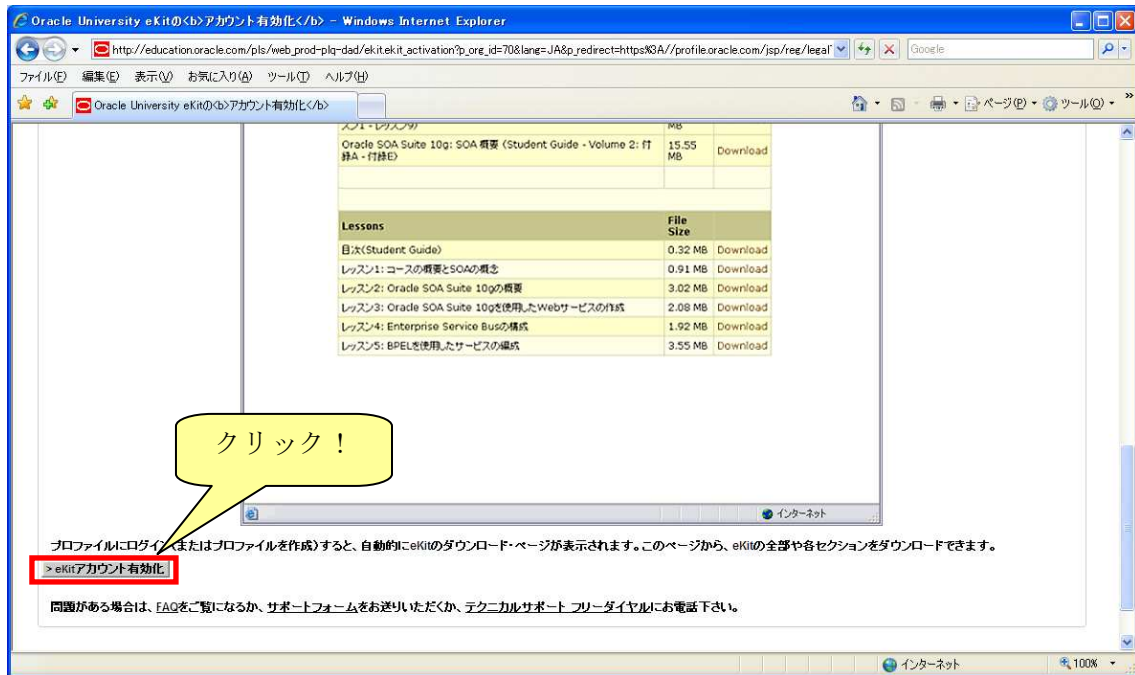 Oracle University eKitの<b>アカウント有効化</b> - Windows Internet Explorer
http://education.oracle.com/pls/web_prod-plq-dad/ekit.ekit_activation?p_org_id=70&lang=JA&p_redirect=https%3A//profile.oracle.com/jsp/reg/legal
Google
ファイル(F) 編集(E) 表示(V) お気に入り(A) ツール(T) ヘルプ(H)
Oracle University eKitの<b>アカウント有効化</b>
ページ(P) ツール(O)
スン1 - レッスン9) MB
Oracle SOA Suite 10g: SOA 概要 (Student Guide - Volume 2: 付 15.55 Download
録A - 付録E) MB
Lessons File
Size
目次(Student Guide) 0.32 MB Download
レッスン1: コースの概要とSOAの概念 0.91 MB Download
レッスン2: Oracle SOA Suite 10gの概要 3.02 MB Download
レッスン3: Oracle SOA Suite 10gを使用したWebサービスの作成 2.08 MB Download
レッスン4: Enterprise Service Busの構成 1.92 MB Download
レッスン5: BPELを使用したサービスの編成 3.55 MB Download
クリック！
インターネット
プロファイルにログイン(またはプロファイルを作成)すると、自動的にeKitのダウンロード・ページが表示されます。このページから、eKitの全部や各セクションをダウンロードできます。
> eKitアカウント有効化
問題がある場合は、FAQをご覧になるか、サポートフォームをお送りいただくか、テクニカルサポート フリーダイヤルにお電話下さい。
インターネット 100%